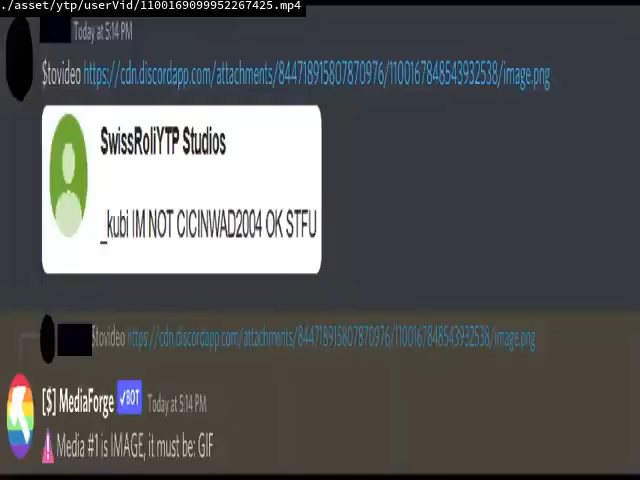 ./asset/ytp/userVid/1100169099952267425.mp4
Today at 5:14 PM
$tovideo https://cdn.discordapp.com/attachments/844718915807870976/1100167848543932538/image.png
SwissRollYTP Studios
_kubi IM NOT CICINWAD2004 OK STFU
$tovideo https://cdn.discordapp.com/attachments/844718915807870976/1100167848543932538/image.png
[$] MediaForge ✓BOT Today at 5:14 PM
Media #1 is IMAGE, it must be: GIF